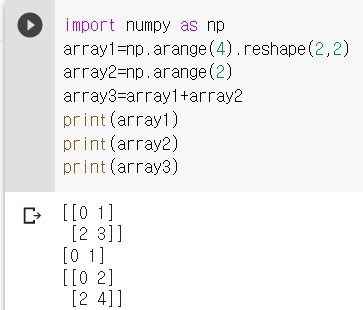 import numpy as np
array1=np.arange(4).reshape(2,2)
array2=np.arange(2)
array3=array1+array2
print(array1)
print(array2)
print(array3)
[[0 1]
 [2 3]]
[0 1]
[[0 2]
 [2 4]]